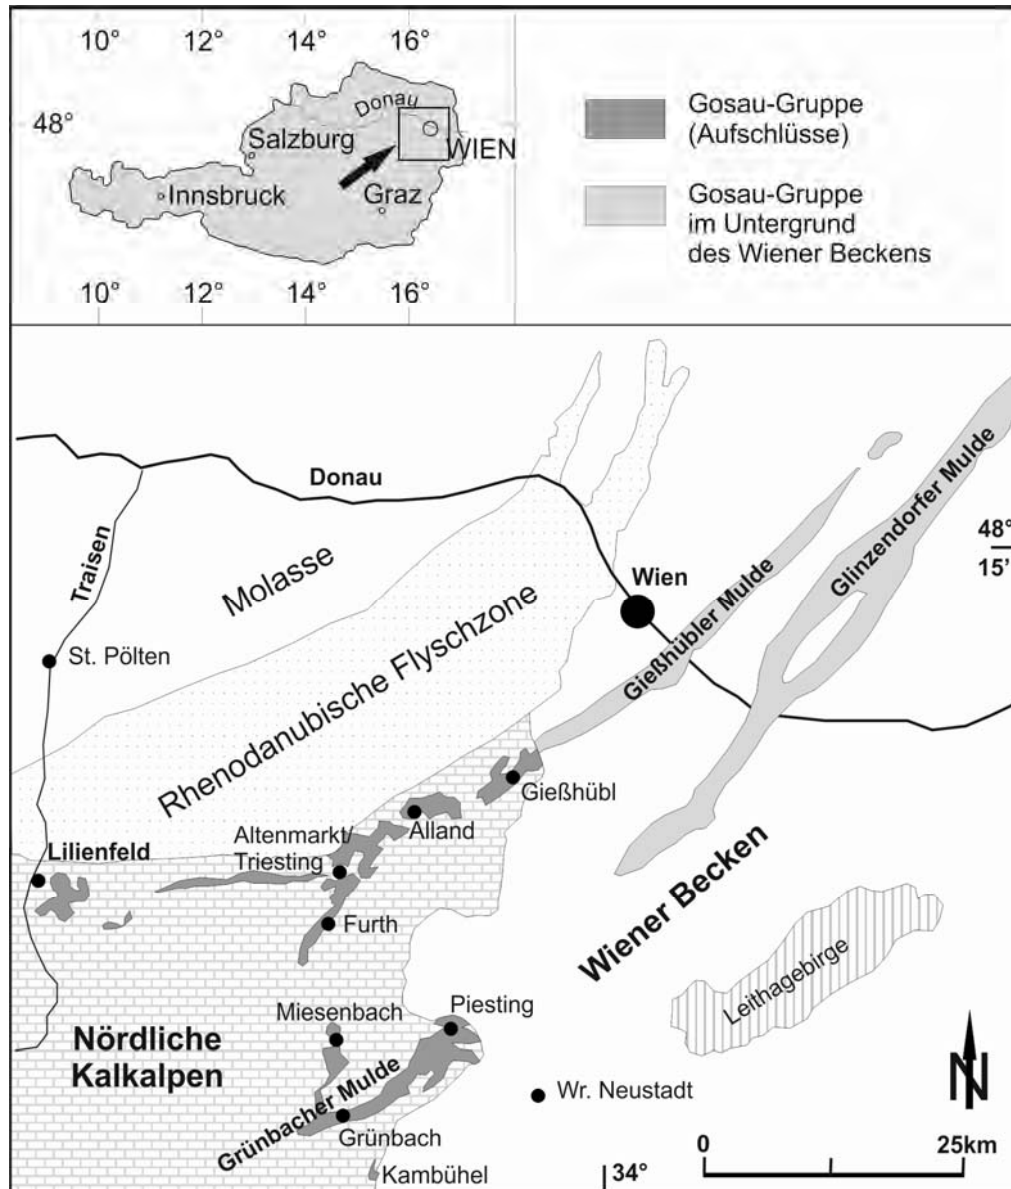 10° 12° 14° 16°
48°
Donau
Salzburg
WIEN
Innsbruck
Graz
10° 12° 14° 16°
Gosau-Gruppe
(Aufschlüsse)
Gosau-Gruppe
im Untergrund
des Wiener Beckens
Donau
Traisen
Molasse
Rhenodanubische Flyschzone
St. Pölten
Wien
Gießhübler Mulde
Glinzendorfer Mulde
48°
15'
Gießhübl
Alland
Altenmarkt/
Triesting
Lilienfeld
Furth
Wiener Becken
Leithagebirge
Miesenbach
Piesting
Nördliche
Kalkalpen
Grünbacher Mulde
Grünbach
Wr. Neustadt
Kambühel
N
34°
0 25km